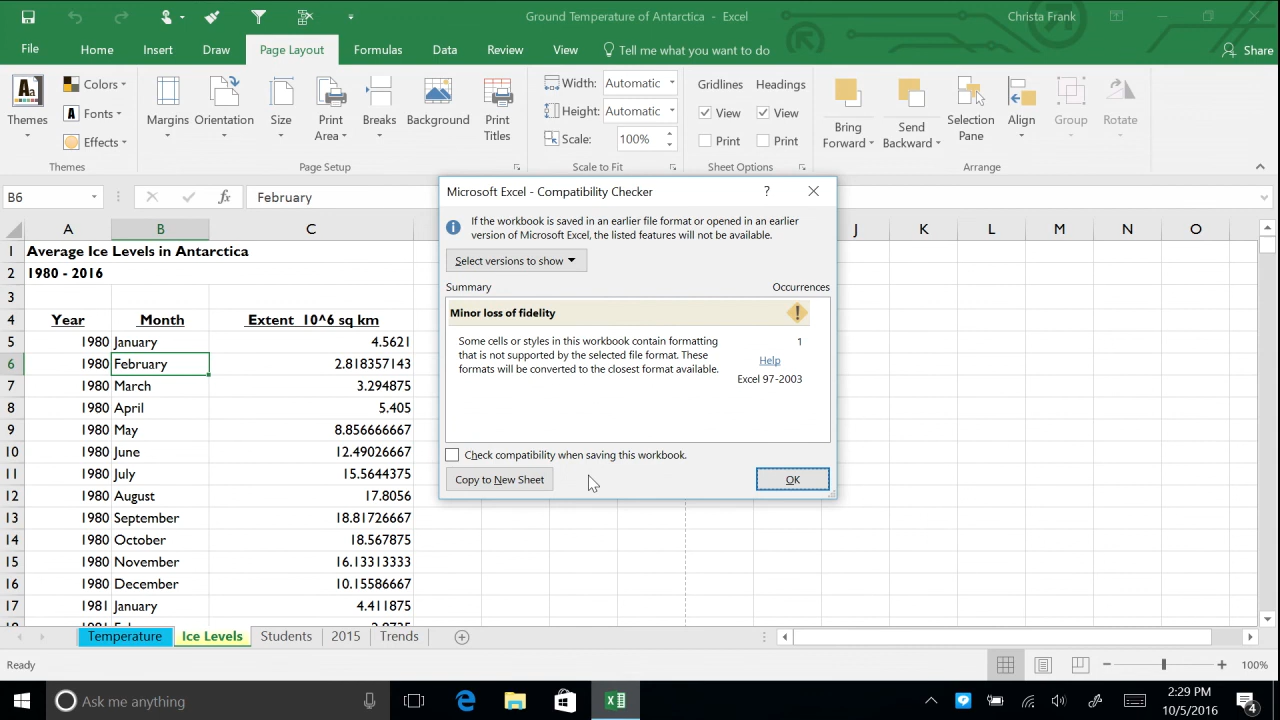 Ground Temperature of Antarctica - Excel
Christa Frank
File
Home
Insert
Draw
Page Layout
Formulas
Data
Review
View
Tell me what you want to do
Share
Themes
Colors
Fonts
Effects
Themes
Margins
Orientation
Size
Print Area
Breaks
Background
Print Titles
Page Setup
Width: Automatic
Height: Automatic
Scale: 100%
Scale to Fit
Gridlines
View
Print
Headings
View
Print
Sheet Options
Bring Forward
Send Backward
Selection Pane
Align
Group
Rotate
Arrange
B6
fx
February
A B C J K L M N O
1 Average Ice Levels in Antarctica
2 1980 - 2016
3
4 Year Month Extent 10^6 sq km
5 1980 January 4.5621
6 1980 February 2.818357143
7 1980 March 3.294875
8 1980 April 5.405
9 1980 May 8.856666667
10 1980 June 12.49026667
11 1980 July 15.5644375
12 1980 August 17.8056
13 1980 September 18.81726667
14 1980 October 18.567875
15 1980 November 16.13313333
16 1980 December 10.15586667
17 1981 January 4.411875
Microsoft Excel - Compatibility Checker
?
If the workbook is saved in an earlier file format or opened in an earlier
version of Microsoft Excel, the listed features will not be available.
Select versions to show
Summary Occurrences
Minor loss of fidelity
Some cells or styles in this workbook contain formatting 1
that is not supported by the selected file format. These Help
formats will be converted to the closest format available.
Excel 97-2003
Check compatibility when saving this workbook.
Copy to New Sheet
OK
Temperature
Ice Levels
Students
2015
Trends
Ready
100%
Ask me anything
2:29 PM
10/5/2016
4